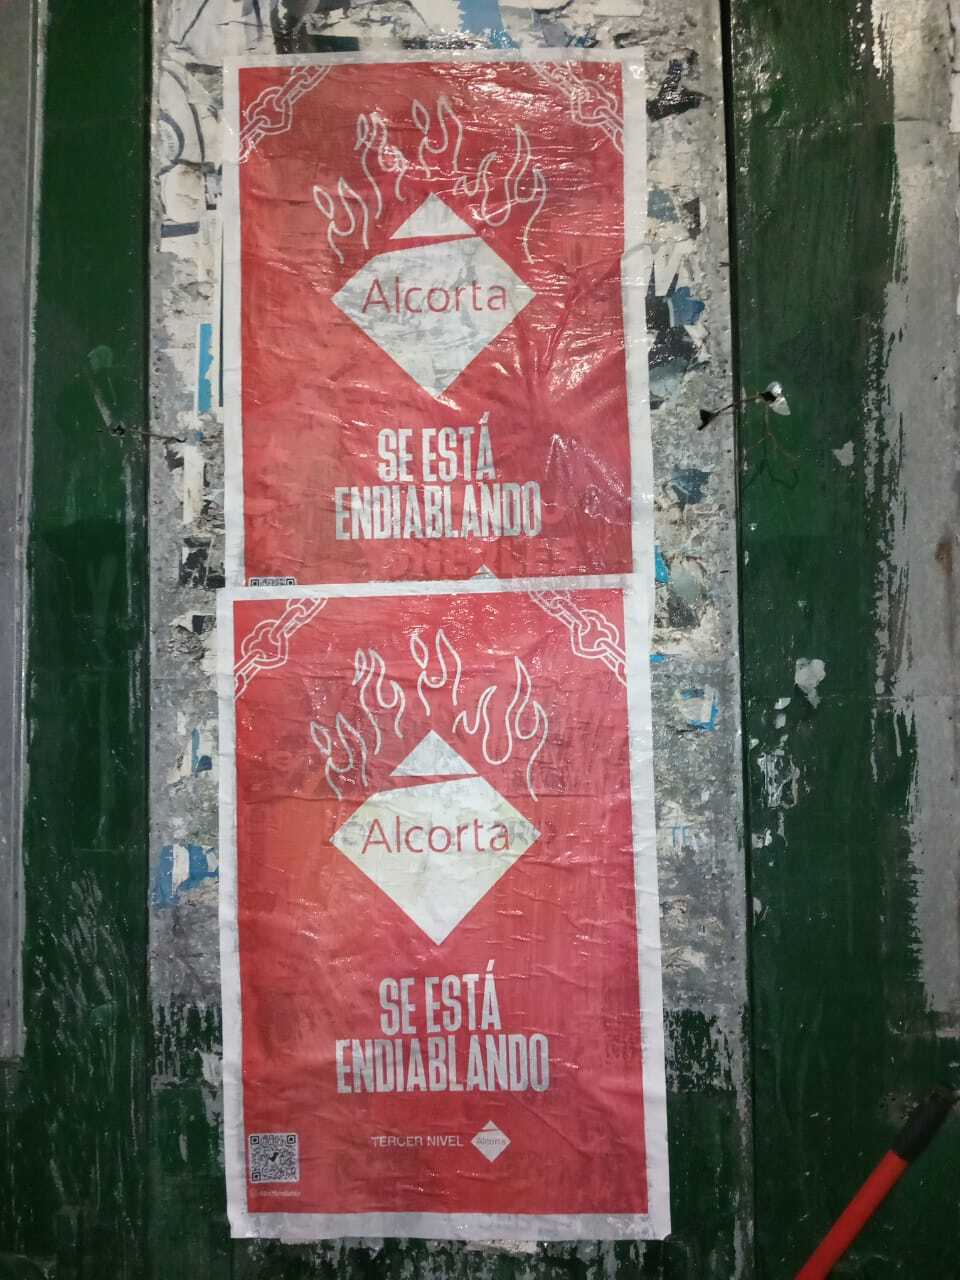 Alcorta
SE ESTÁ
ENDIABLANDO
Alcorta
SE ESTÁ
ENDIABLANDO
TERCER NIVEL
Alcorta